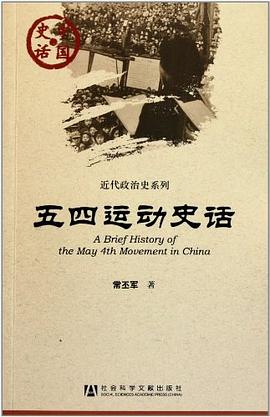 中国
史话
近代政治史系列
五四运动史话
A Brief History of
the May 4th Movement in China
常丕军 著
社会科学文献出版社
SOCIAL SCIENCES ACADEMIC PRESS (CHINA)